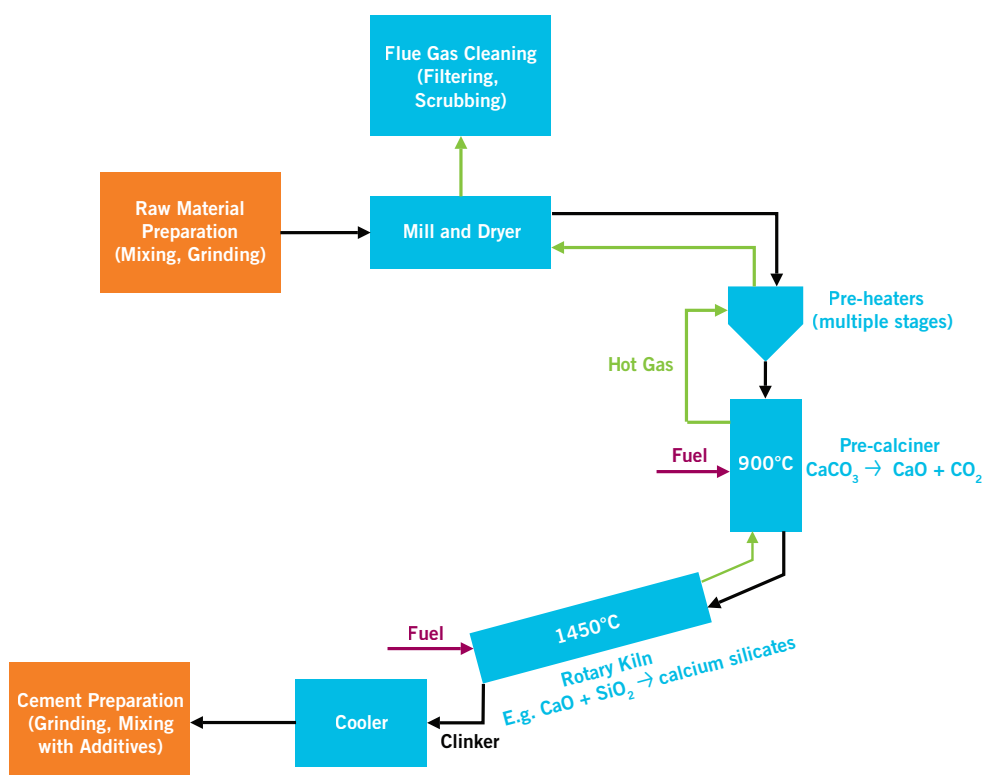 Flue Gas Cleaning
(Filtering,
Scrubbing)
Raw Material
Preparation
(Mixing, Grinding)
Mill and Dryer
Pre-heaters
(multiple stages)
Hot Gas
Fuel
900°C
Pre-calciner
CaCO₃ → CaO + CO₂
Fuel
1450°C
Rotary Kiln
E.g. CaO + SiO₂ → calcium silicates
Cement Preparation
(Grinding, Mixing
with Additives)
Cooler
Clinker